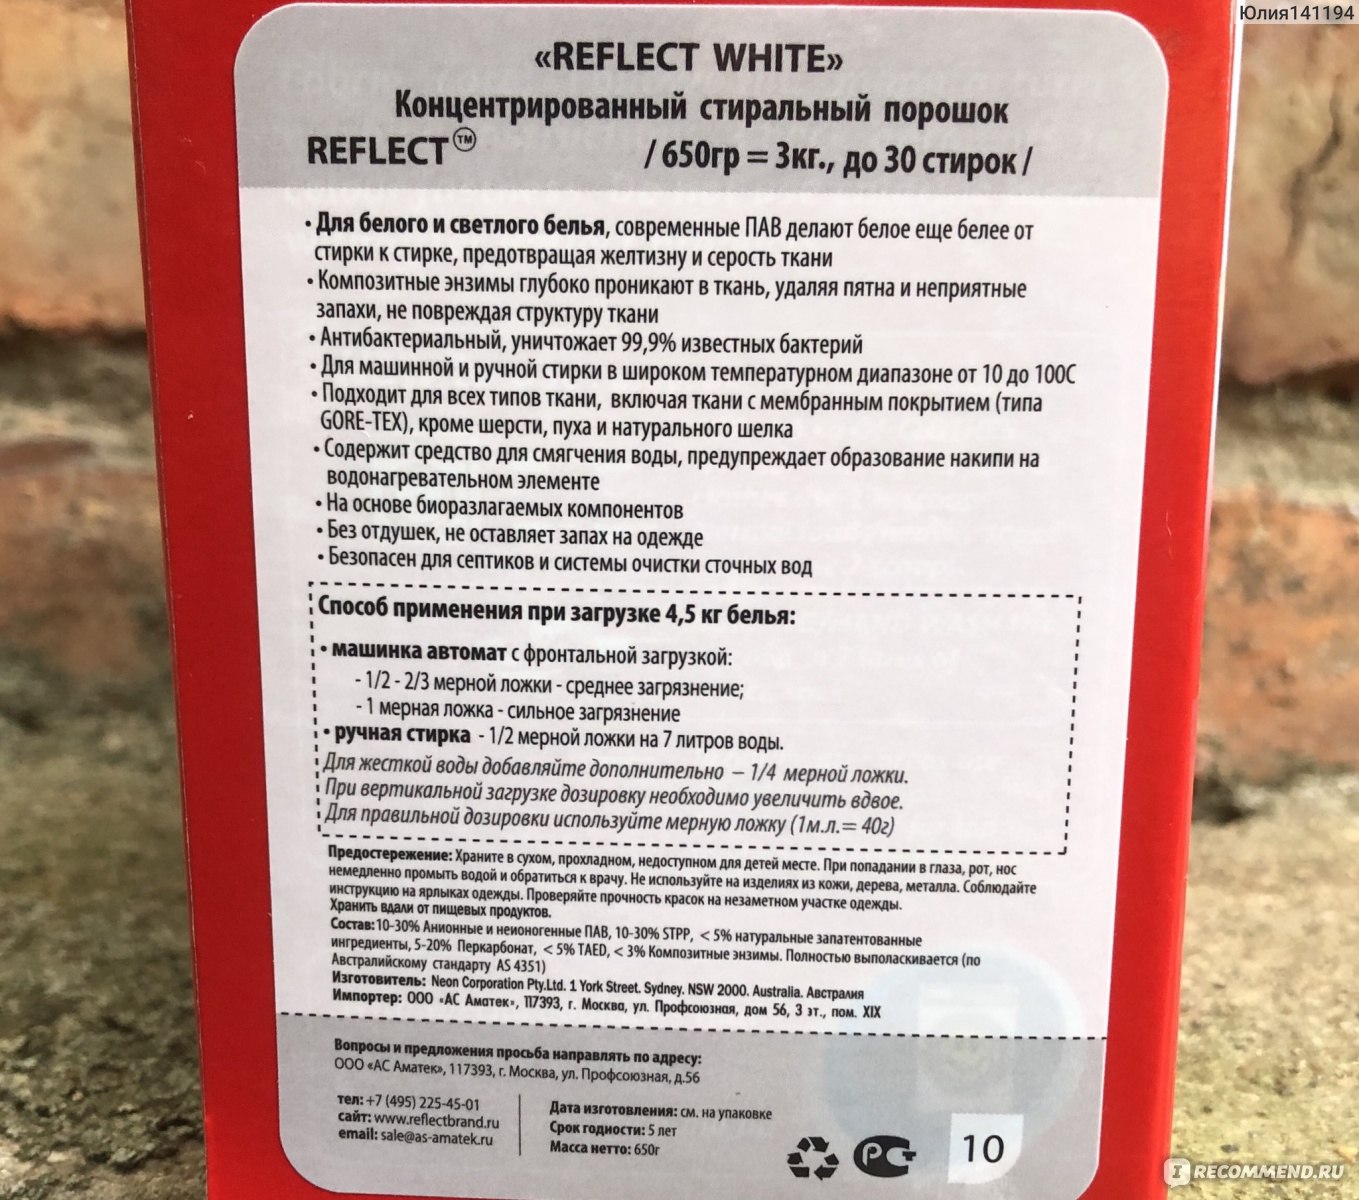 Юлия141194
«REFLECT WHITE»
Концентрированный стиральный порошок
REFLECT™ /650гр = 3кг., до 30 стирок/
• Для белого и светлого белья, современные ПАВ делают белое еще белее от
стирки к стирке, предотвращая желтизну и серость ткани
• Композитные энзимы глубоко проникают в ткань, удаляя пятна и неприятные
запахи, не повреждая структуру ткани
• Антибактериальный, уничтожает 99,9% известных бактерий
• Для машинной и ручной стирки в широком температурном диапазоне от 10 до 100С
• Подходит для всех типов ткани, включая ткани с мембранным покрытием (типа
GORE-TEX), кроме шерсти, пуха и натурального шелка
• Содержит средство для смягчения воды, предупреждает образование накипи на
водонагревательном элементе
• На основе биоразлагаемых компонентов
• Без отдушек, не оставляет запах на одежде
• Безопасен для септиков и системы очистки сточных вод
Способ применения при загрузке 4,5 кг белья:
• машинка автомат с фронтальной загрузкой:
- 1/2 - 2/3 мерной ложки - среднее загрязнение;
- 1 мерная ложка - сильное загрязнение
• ручная стирка - 1/2 мерной ложки на 7 литров воды.
Для жесткой воды добавляйте дополнительно – 1/4 мерной ложки.
При вертикальной загрузке дозировку необходимо увеличить вдвое.
Для правильной дозировки используйте мерную ложку (1м.л.= 40г)
Предостережение: Храните в сухом, прохладном, недоступном для детей месте. При попадании в глаза, рот, нос
немедленно промыть водой и обратиться к врачу. Не используйте на изделиях из кожи, дерева, металла. Соблюдайте
инструкцию на ярлыках одежды. Проверяйте прочность красок на незаметном участке одежды.
Хранить вдали от пищевых продуктов.
Состав: 10-30% Анионные и неионогенные ПАВ, 10-30% STPP, < 5% натуральные запатентованные
ингредиенты, 5-20% Перкарбонат, < 5% TAED, < 3% Композитные энзимы. Полностью выполаскивается (по
Австралийскому стандарту AS 4351)
Изготовитель: Neon Corporation Pty.Ltd. 1 York Street. Sydney. NSW 2000. Australia. Австралия
Импортер: ООО «АС Аматек», 117393, г. Москва, ул. Профсоюзная, дом 56, 3 эт., пом. XIX
Вопросы и предложения просьба направлять по адресу:
ООО «АС Аматек», 117393, г. Москва, ул. Профсоюзная, д.56
тел: +7 (495) 225-45-01
сайт: www.reflectbrand.ru
email: sale@as-amatek.ru
Дата изготовления: см. на упаковке
Срок годности: 5 лет
Масса нетто: 650г
РСТ
10
IRECOMMEND.RU